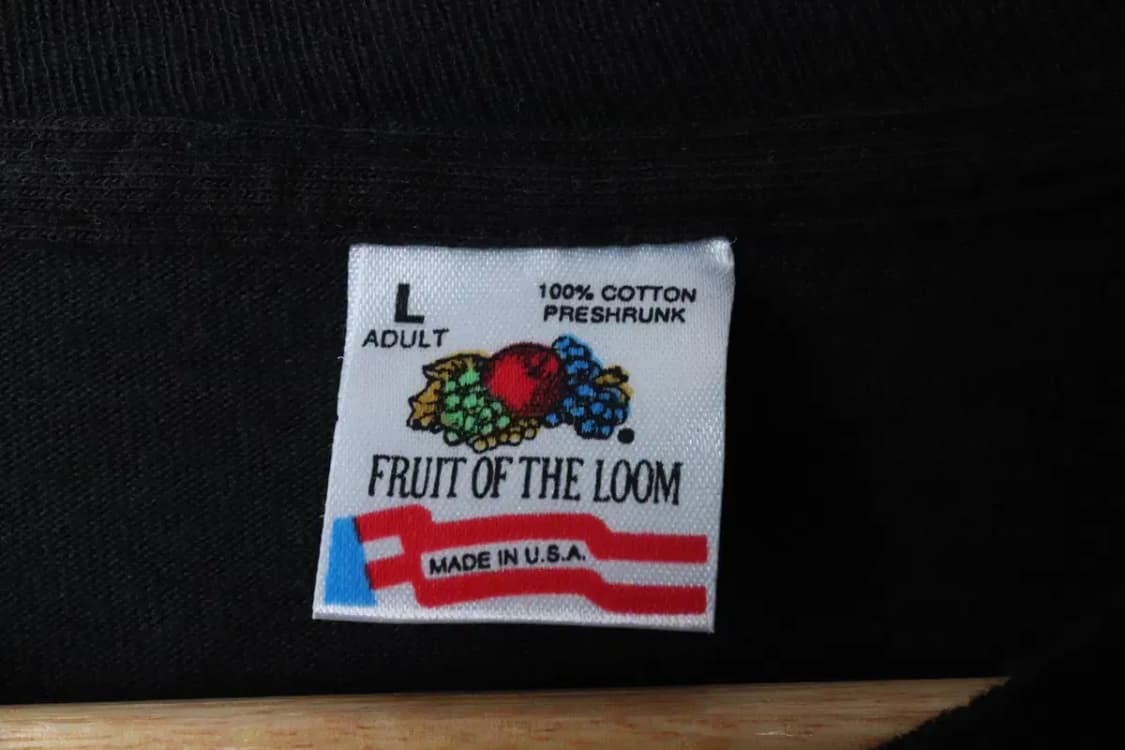 L
ADULT
100% COTTON
PRESHRUNK
FRUIT OF THE LOOM
MADE IN U.S.A.